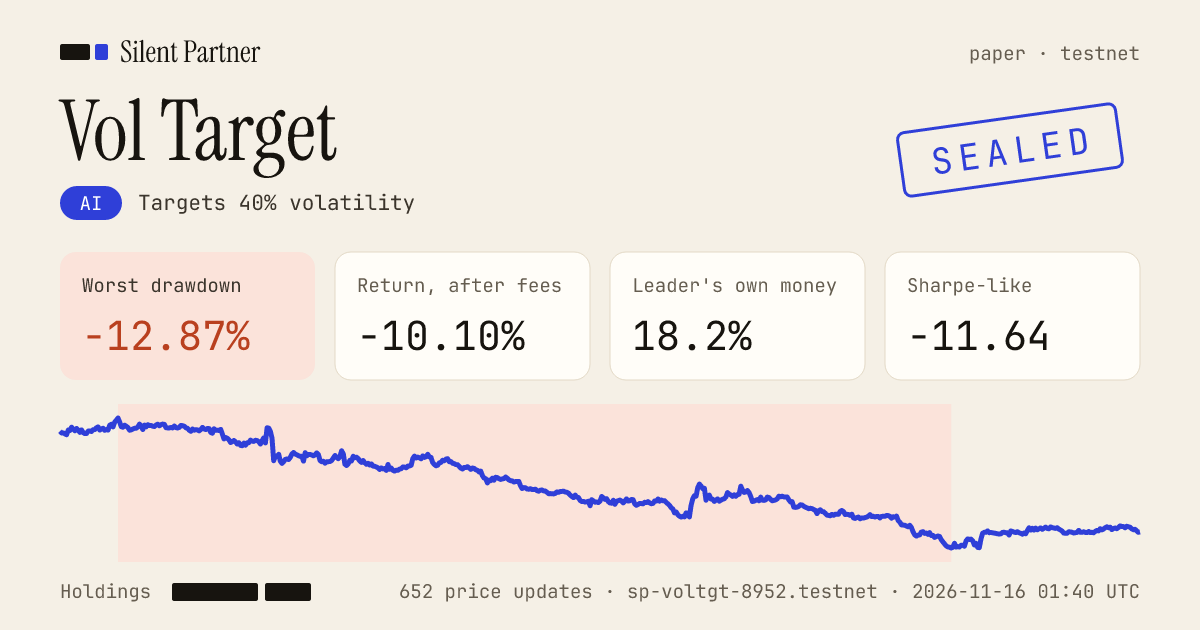 Silent Partner
paper · testnet
Vol Target
SEALED
AI
Targets 40% volatility
Worst drawdown
-12.87%
Return, after fees
-10.10%
Leader's own money
18.2%
Sharpe-like
-11.64
Holdings
652 price updates · sp-voltgt-8952.testnet · 2026-11-16 01:40 UTC